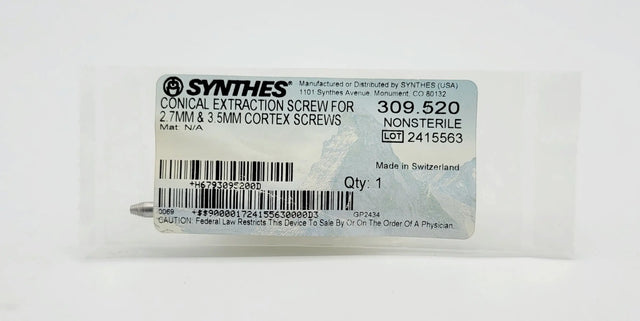 SYNTHES®
Manufactured or Distributed by SYNTHES (USA)
1101 Synthes Avenue, Monument, CO 80132
CONICAL EXTRACTION SCREW FOR
2.7MM & 3.5MM CORTEX SCREWS
Mat: N/A
309.520
NONSTERILE
LOT 2415563
Made in Switzerland
+H6793095200D
Qty: 1
0069
+$$900001724155630000D3
GP2434
CAUTION: Federal Law Restricts This Device To Sale By Or On The Order Of A Physician.